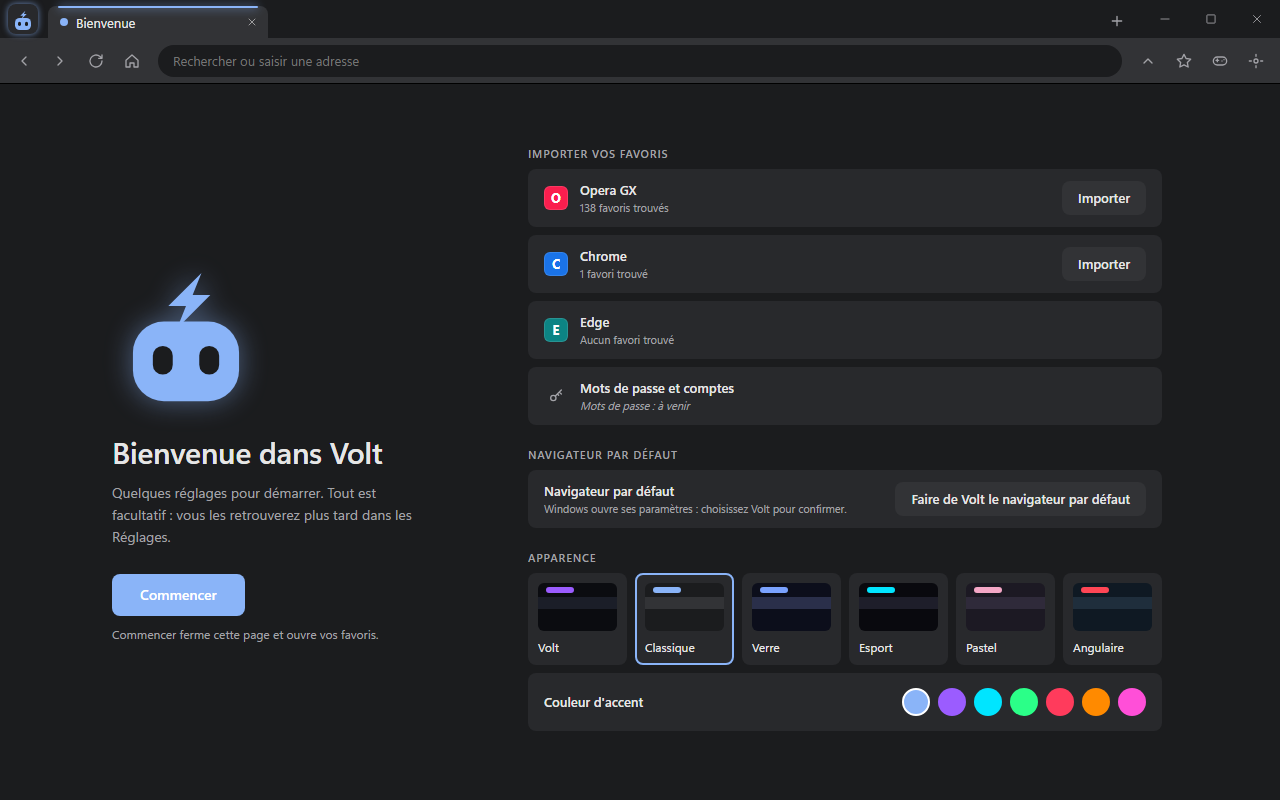 Bienvenue
Rechercher ou saisir une adresse
Bienvenue dans Volt
Quelques réglages pour démarrer. Tout est
facultatif : vous les retrouverez plus tard dans les
Réglages.
Commencer
Commencer ferme cette page et ouvre vos favoris.
IMPORTER VOS FAVORIS
O
Opera GX
138 favoris trouvés
Importer
C
Chrome
1 favori trouvé
Importer
E
Edge
Aucun favori trouvé
Mots de passe et comptes
Mots de passe : à venir
NAVIGATEUR PAR DÉFAUT
Navigateur par défaut
Windows ouvre ses paramètres : choisissez Volt pour confirmer.
Faire de Volt le navigateur par défaut
APPARENCE
Volt
Classique
Verre
Esport
Pastel
Angulaire
Couleur d'accent